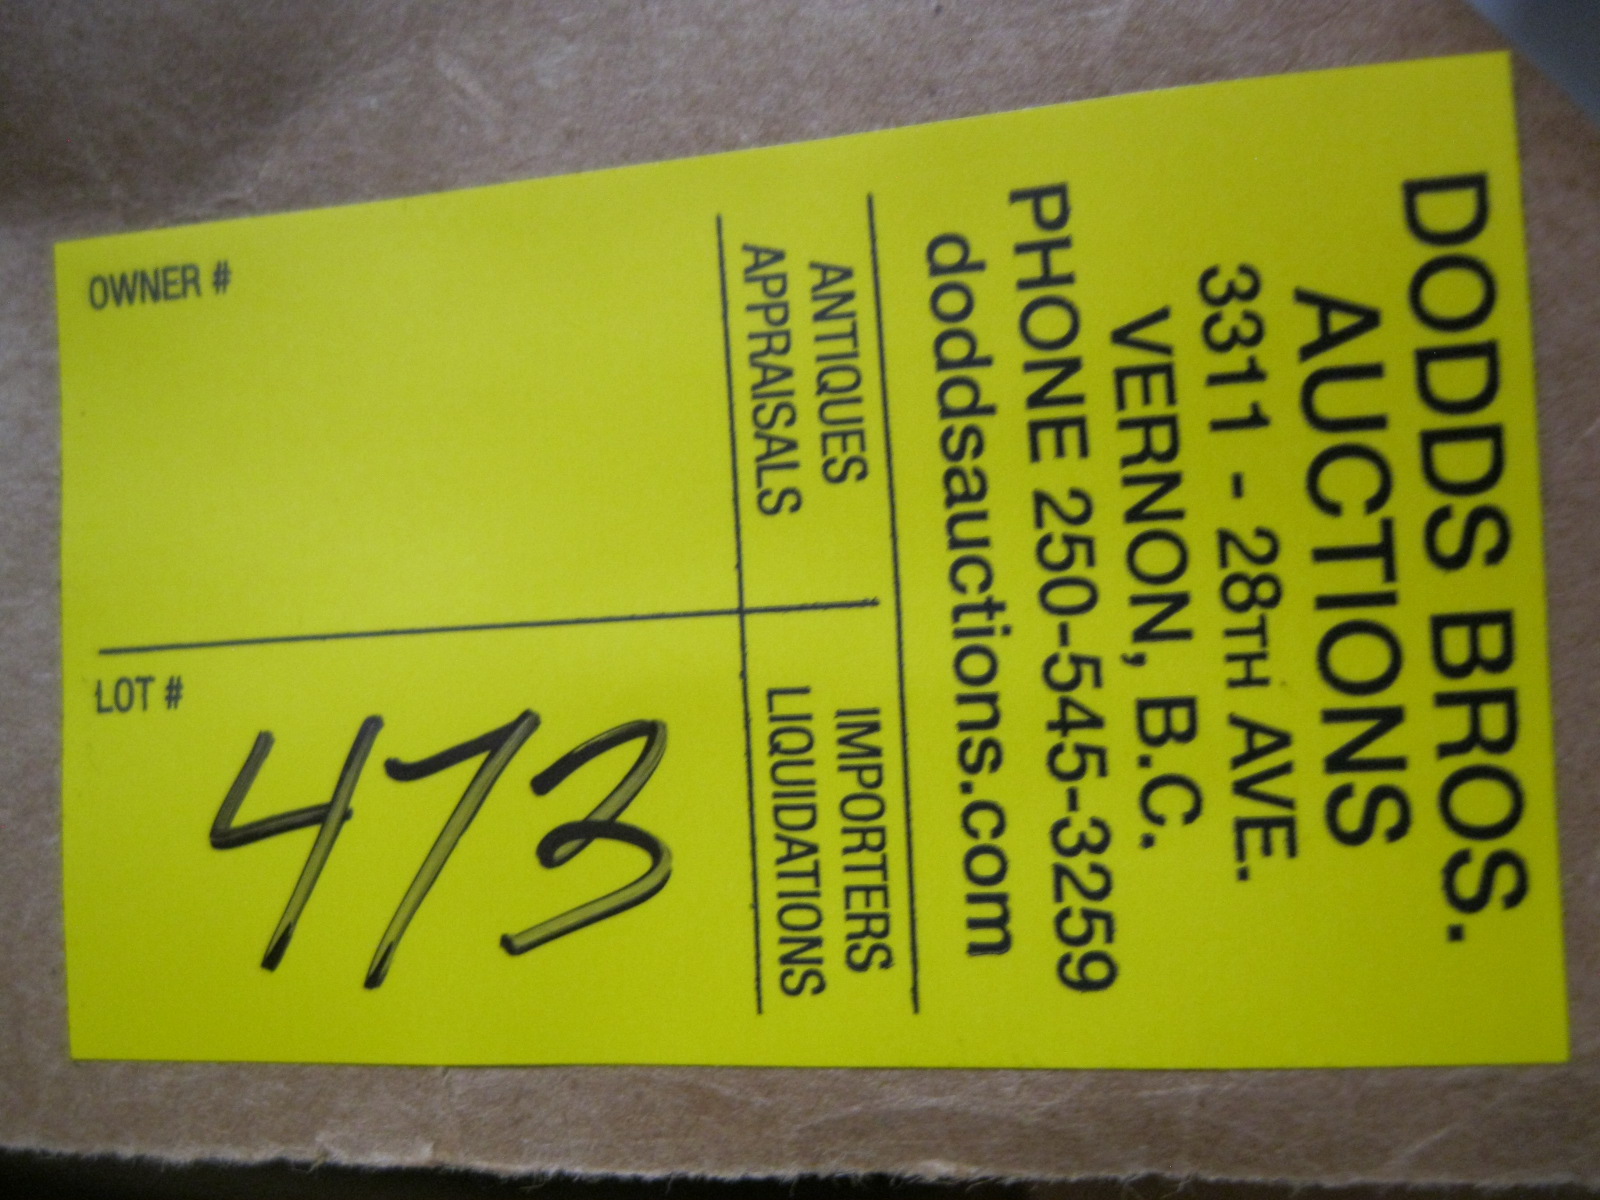 DODDS BROS.
AUCTIONS
3311 - 28TH AVE.
VERNON, B.C.
PHONE 250-545-3259
doddsauctions.com
ANTIQUES
APPRAISALS
IMPORTERS
LIQUIDATIONS
473
OWNER #
LOT #